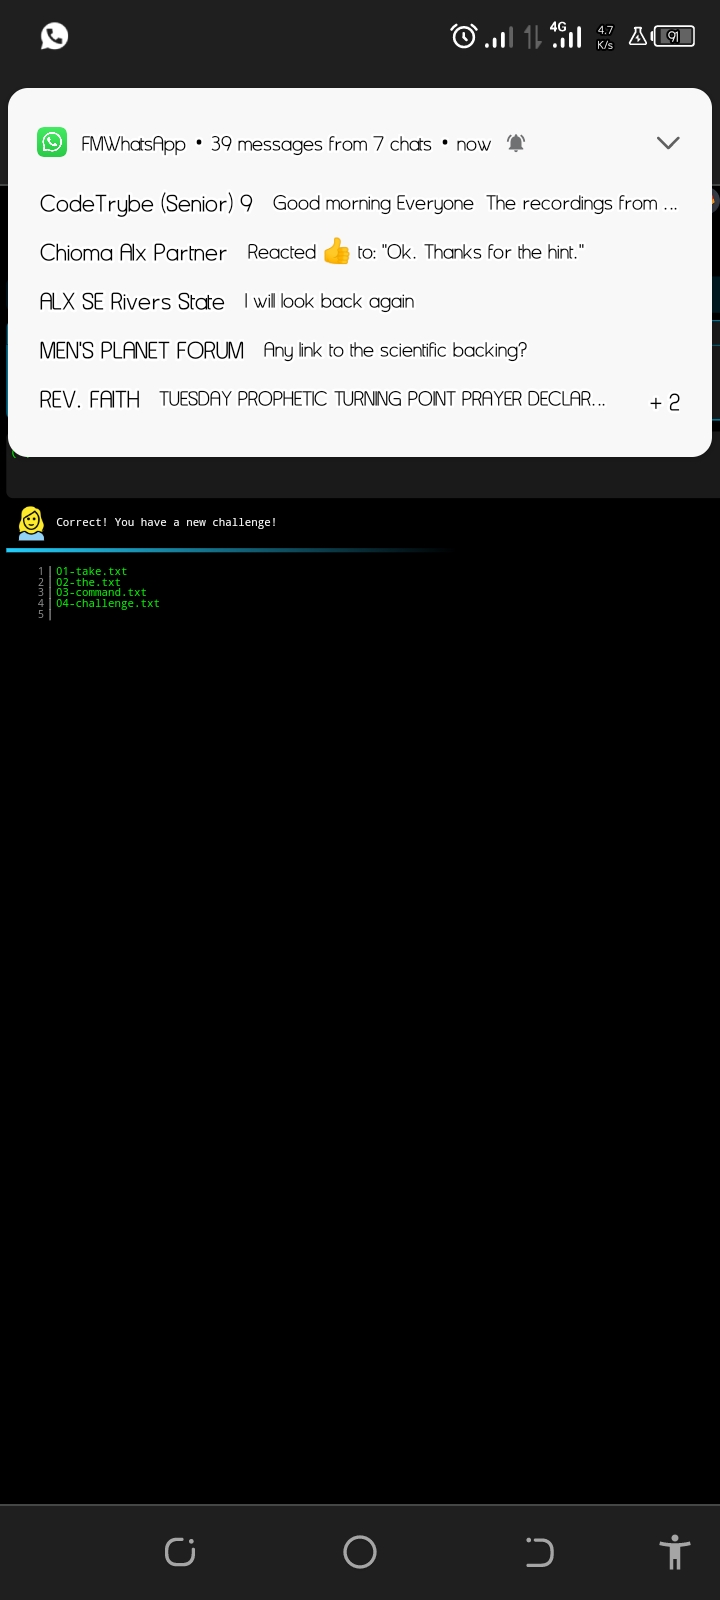 4G
4.7
K/s
91
FMWhatsApp • 39 messages from 7 chats • now
CodeTrybe (Senior) 9 Good morning Everyone The recordings from ...
Chioma Alx Partner Reacted 👍 to: "Ok. Thanks for the hint."
ALX SE Rivers State I will look back again
MEN'S PLANET FORUM Any link to the scientific backing?
REV. FAITH TUESDAY PROPHETIC TURNING POINT PRAYER DECLAR...
+ 2
Correct! You have a new challenge!
1 01-take.txt
2 02-the.txt
3 03-command.txt
4 04-challenge.txt
5